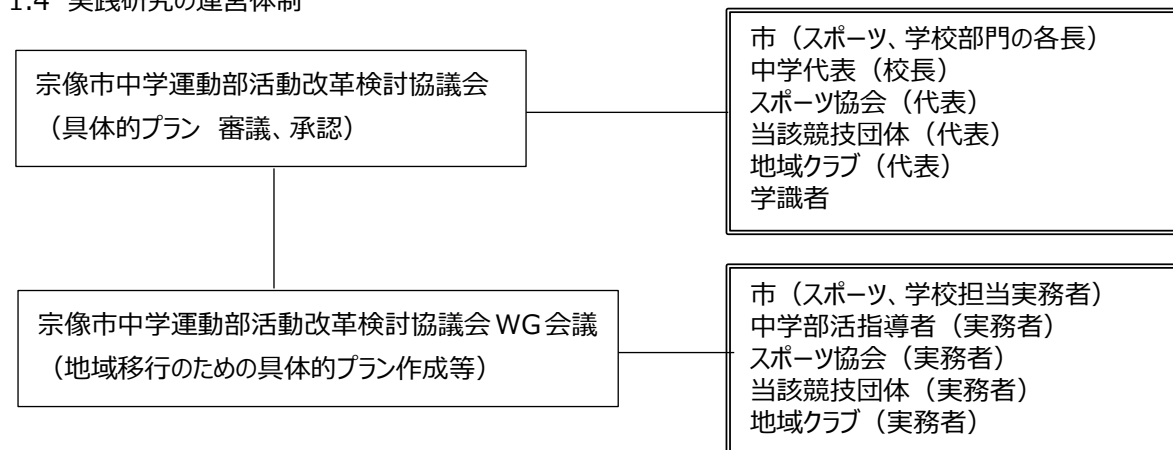 1.4 実践研究の運営体制
宗像市中学運動部活動改革検討協議会
（具体的プラン 審議、承認）
市（スポーツ、学校部門の各長）
中学代表（校長）
スポーツ協会（代表）
当該競技団体（代表）
地域クラブ（代表）
学識者
宗像市中学運動部活動改革検討協議会 WG会議
（地域移行のための具体的プラン作成等）
市（スポーツ、学校担当実務者）
中学部活指導者（実務者）
スポーツ協会（実務者）
当該競技団体（実務者）
地域クラブ（実務者）